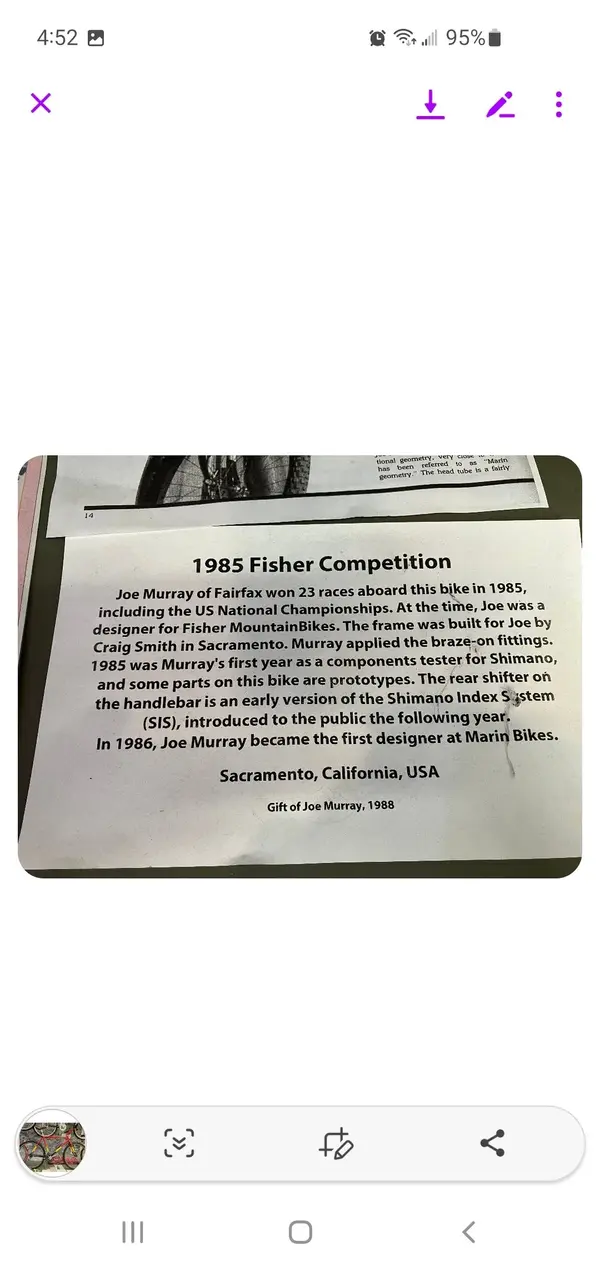 4:52
95%
tional geometry, very close
has been referred to as "Marin
geometry." The head tube is a fairly
14
1985 Fisher Competition
Joe Murray of Fairfax won 23 races aboard this bike in 1985,
including the US National Championships. At the time, Joe was a
designer for Fisher MountainBikes. The frame was built for Joe by
Craig Smith in Sacramento. Murray applied the braze-on fittings.
1985 was Murray's first year as a components tester for Shimano,
and some parts on this bike are prototypes. The rear shifter on
the handlebar is an early version of the Shimano Index System
(SIS), introduced to the public the following year.
In 1986, Joe Murray became the first designer at Marin Bikes.
Sacramento, California, USA
Gift of Joe Murray, 1988